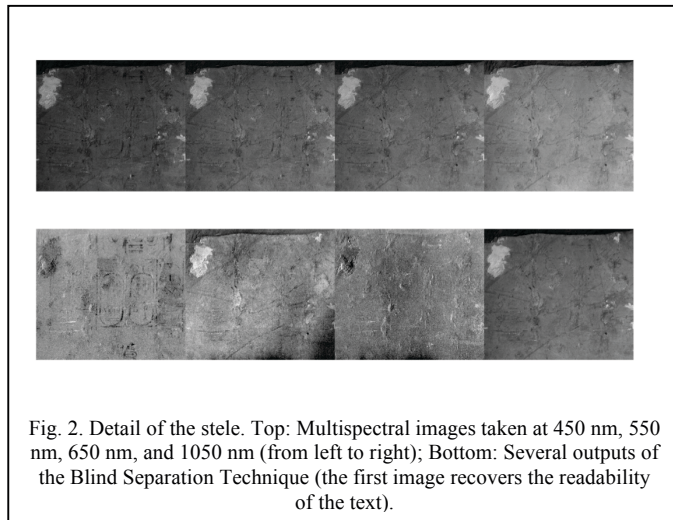 Fig. 2. Detail of the stele. Top: Multispectral images taken at 450 nm, 550
nm, 650 nm, and 1050 nm (from left to right); Bottom: Several outputs of
the Blind Separation Technique (the first image recovers the readability
of the text).